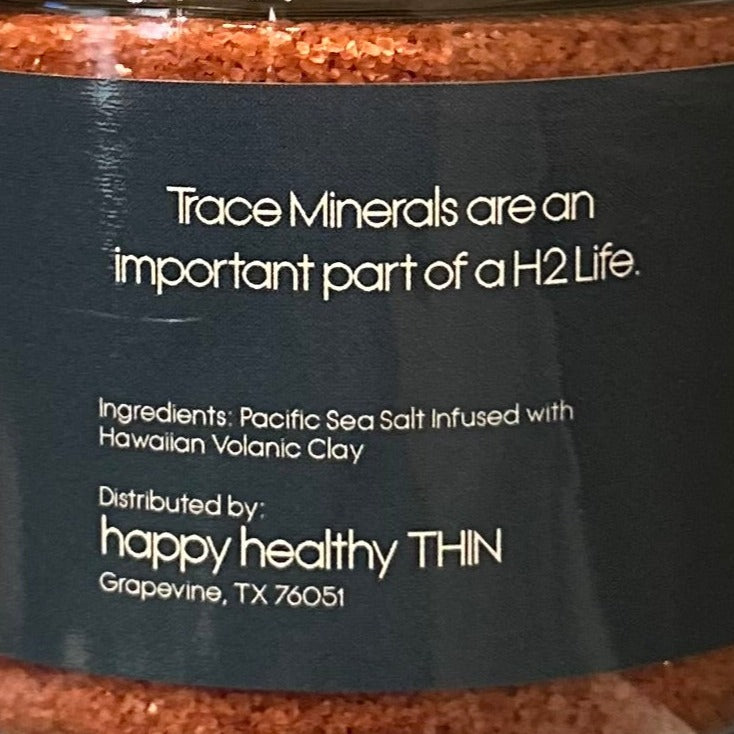 Trace Minerals are an
important part of a H2 Life.
Ingredients: Pacific Sea Salt Infused with
Hawaiian Volanic Clay
Distributed by:
happy healthy THIN
Grapevine, TX 76051